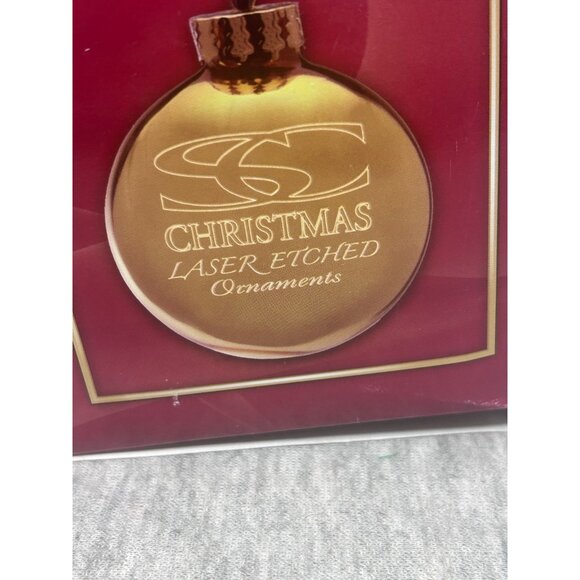 SC
CHRISTMAS
LASER ETCHED
Ornaments